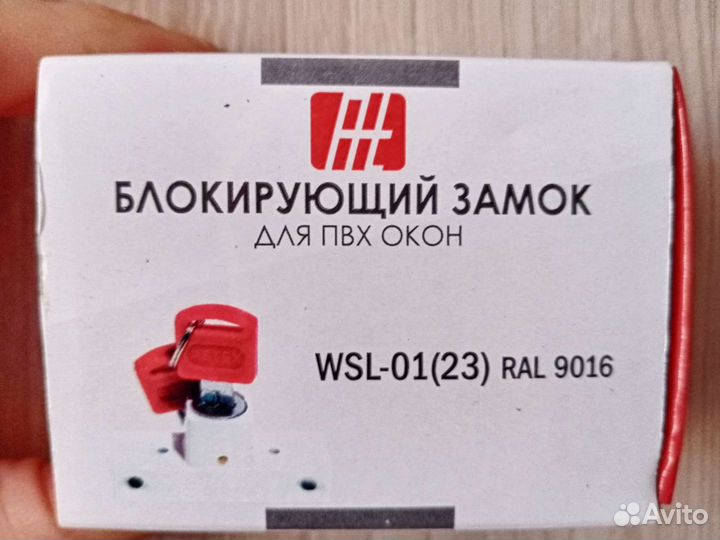 БЛОКИРУЮЩИЙ ЗАМОК
ДЛЯ ПВХ ОКОН
WSL-01(23) RAL 9016
Avito